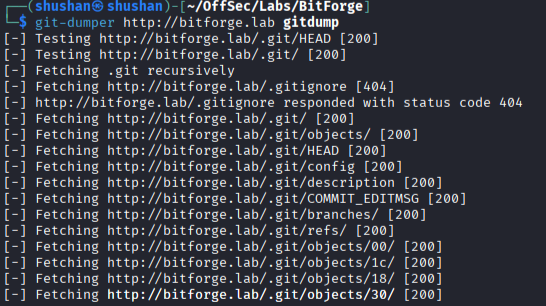 ┌──(shushan㉿shushan)-[~/OffSec/Labs/BitForge]
└─$ git-dumper http://bitforge.lab gitdump
[-] Testing http://bitforge.lab/.git/HEAD [200]
[-] Testing http://bitforge.lab/.git/ [200]
[-] Fetching .git recursively
[-] Fetching http://bitforge.lab/.gitignore [404]
[-] http://bitforge.lab/.gitignore responded with status code 404
[-] Fetching http://bitforge.lab/.git/ [200]
[-] Fetching http://bitforge.lab/.git/objects/ [200]
[-] Fetching http://bitforge.lab/.git/HEAD [200]
[-] Fetching http://bitforge.lab/.git/config [200]
[-] Fetching http://bitforge.lab/.git/description [200]
[-] Fetching http://bitforge.lab/.git/COMMIT_EDITMSG [200]
[-] Fetching http://bitforge.lab/.git/branches/ [200]
[-] Fetching http://bitforge.lab/.git/refs/ [200]
[-] Fetching http://bitforge.lab/.git/objects/00/ [200]
[-] Fetching http://bitforge.lab/.git/objects/1c/ [200]
[-] Fetching http://bitforge.lab/.git/objects/18/ [200]
[-] Fetching http://bitforge.lab/.git/objects/30/ [200]